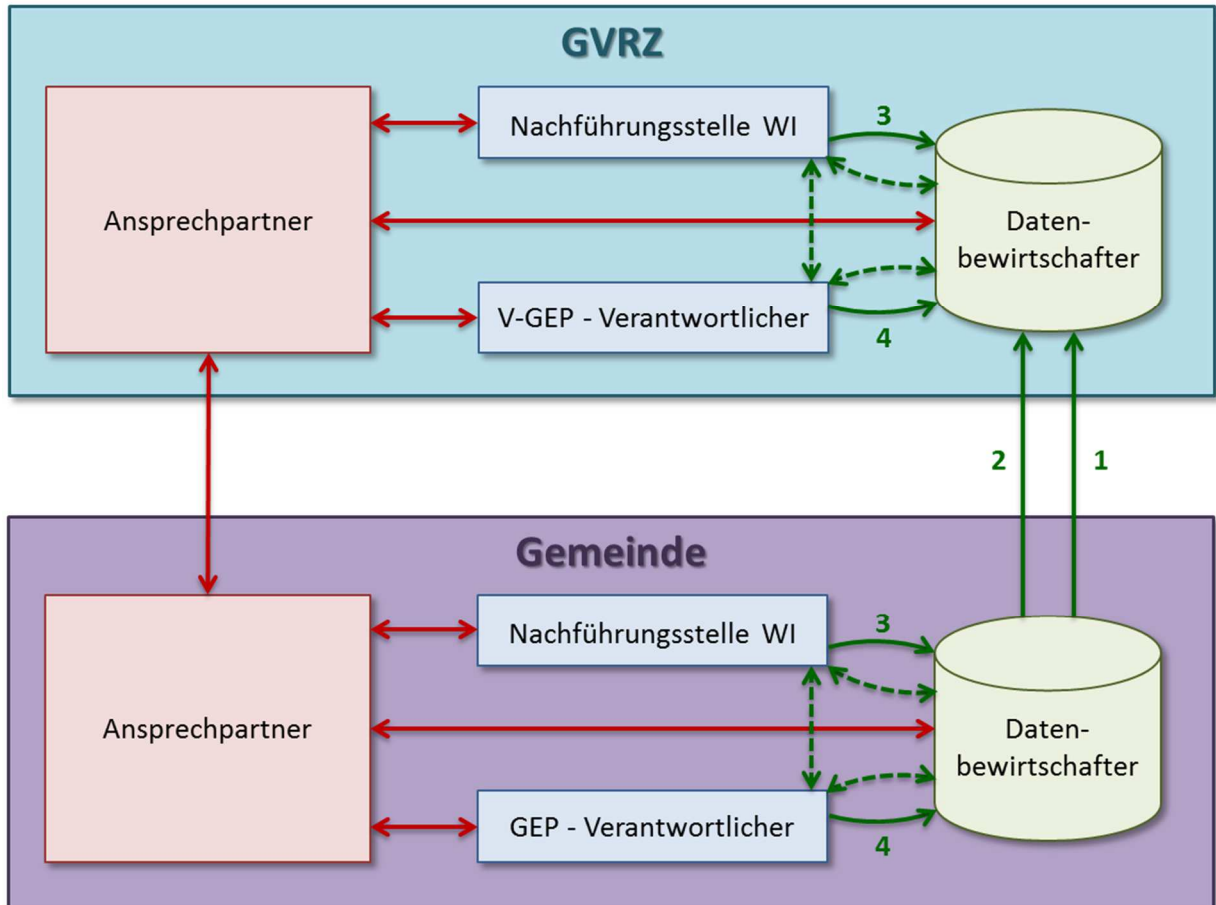 GVRZ
Nachführungsstelle WI
3
Ansprechpartner
Daten-
bewirtschafter
V-GEP - Verantwortlicher
4
2
1
Gemeinde
Nachführungsstelle WI
3
Ansprechpartner
Daten-
bewirtschafter
GEP - Verantwortlicher
4